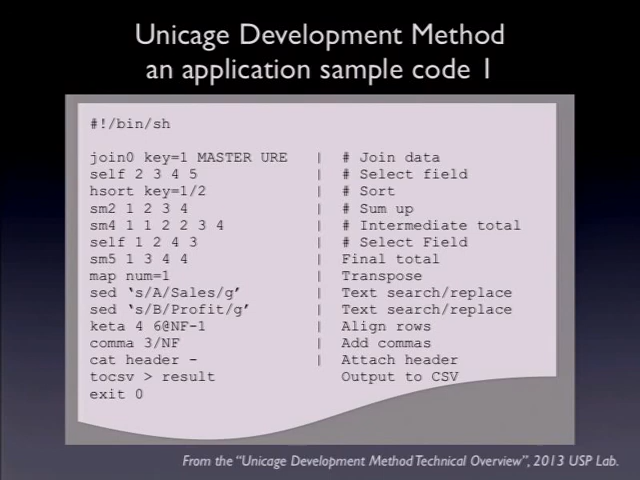 Unicage Development Method
an application sample code 1
#!/bin/sh
join0 key=1 MASTER URE | # Join data
self 2 3 4 5 | # Select field
hsort key=1/2 | # Sort
sm2 1 2 3 4 | # Sum up
sm4 1 1 2 2 3 4 | # Intermediate total
self 1 2 4 3 | # Select Field
sm5 1 3 4 4 | Final total
map num=1 | Transpose
sed ‘s/A/Sales/g’ | Text search/replace
sed ‘s/B/Profit/g’ | Text search/replace
keta 4 6@NF-1 | Align rows
comma 3/NF | Add commas
cat header - | Attach header
tocsv > result Output to CSV
exit 0
From the “Unicage Development Method Technical Overview”, 2013 USP Lab.